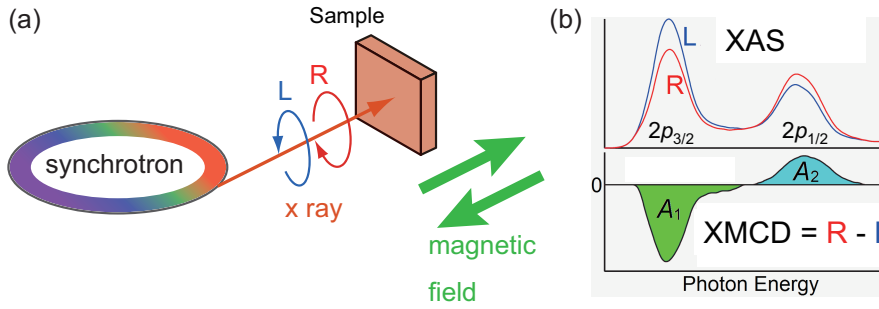 (a)
Sample
L
R
synchrotron
x ray
magnetic
field
(b)
L
XAS
R
2p3/2
2p1/2
0
A1
A2
XMCD = R - L
Photon Energy